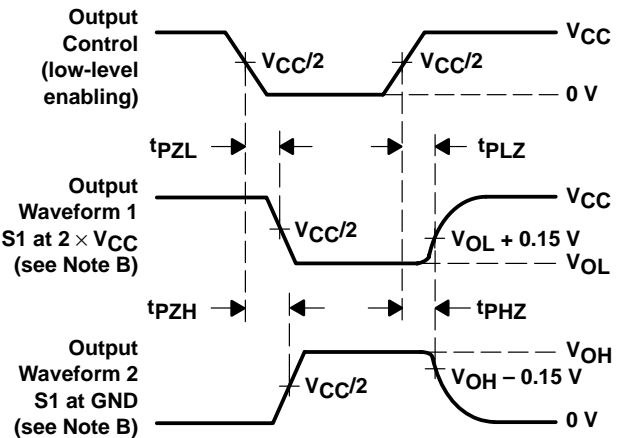 Output
Control
(low-level
enabling)
VCC/2
VCC/2
VCC
0 V
tPZL
tPLZ
Output
Waveform 1
S1 at 2 × VCC
(see Note B)
VCC/2
VCC
VOL + 0.15 V
VOL
tPZH
tPHZ
Output
Waveform 2
S1 at GND
(see Note B)
VCC/2
VOH
VOH – 0.15 V
0 V